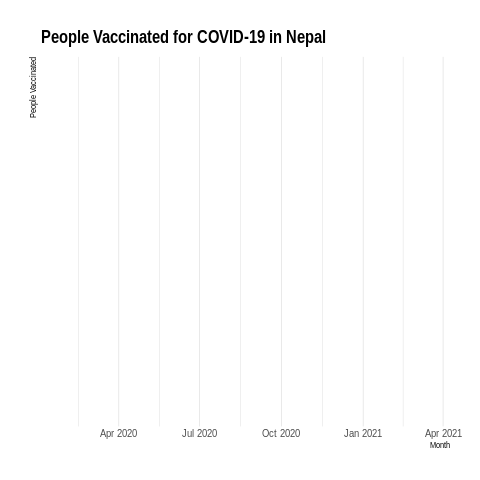 People Vaccinated for COVID-19 in Nepal
People Vaccinated
Apr 2020 Jul 2020 Oct 2020 Jan 2021 Apr 2021
Month